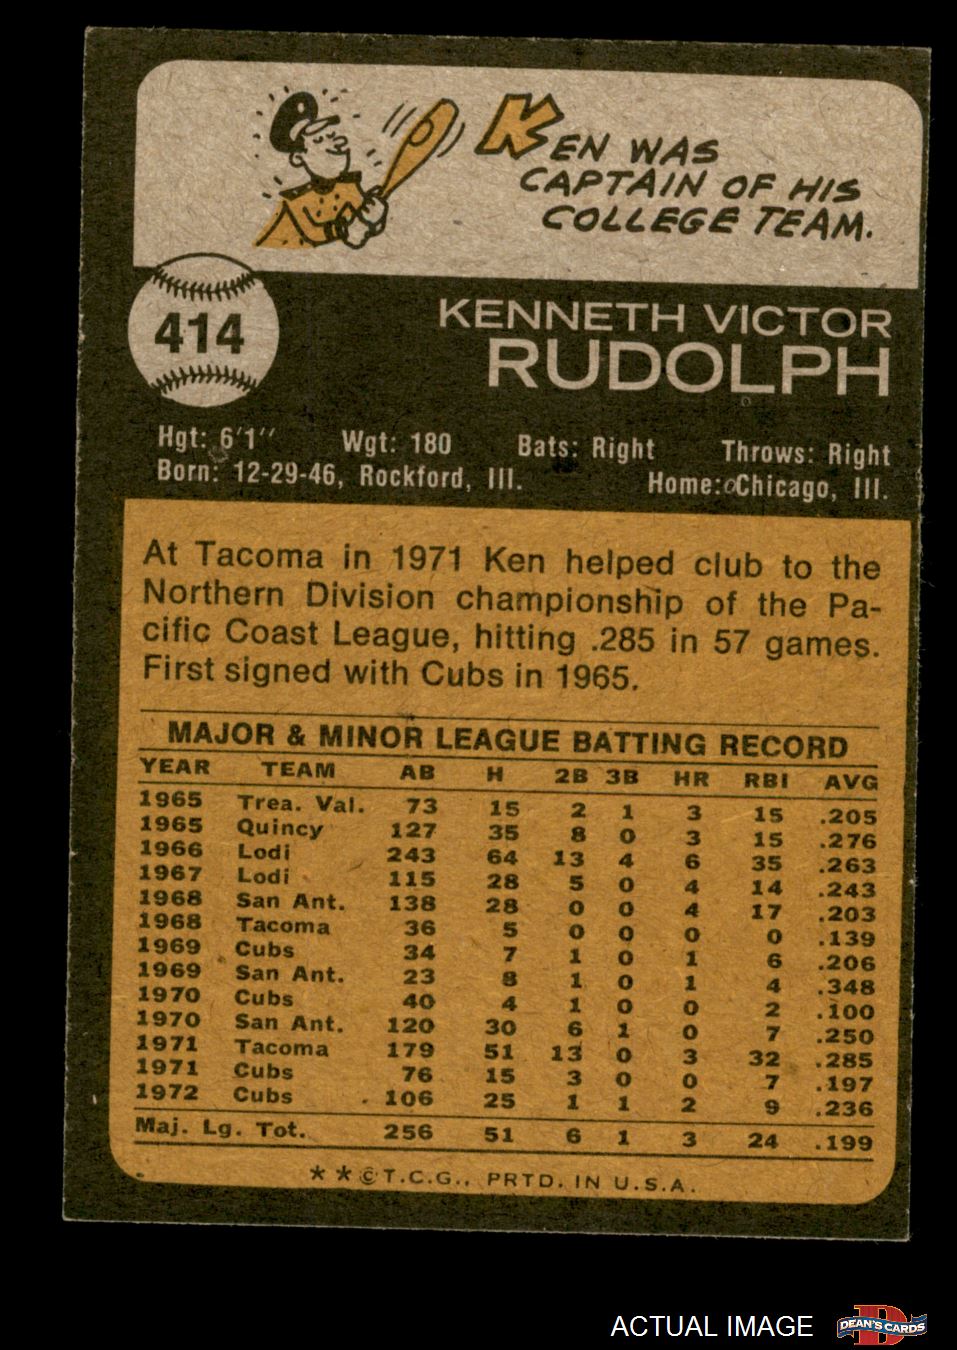 KEN WAS
CAPTAIN OF HIS
COLLEGE TEAM.
414
KENNETH VICTOR
RUDOLPH
Hgt: 6'1" Wgt: 180 Bats: Right Throws: Right
Born: 12-29-46, Rockford, Ill. Home: Chicago, Ill.
At Tacoma in 1971 Ken helped club to the
Northern Division championship of the Pa-
cific Coast League, hitting .285 in 57 games.
First signed with Cubs in 1965.
MAJOR & MINOR LEAGUE BATTING RECORD
YEAR TEAM AB H 2B 3B HR RBI AVG
1965 Trea. Val. 73 15 2 1 3 15 .205
1965 Quincy 127 35 8 0 3 15 .276
1966 Lodi 243 64 13 4 6 35 .263
1967 Lodi 115 28 5 0 4 14 .243
1968 San Ant. 138 28 0 0 4 17 .203
1968 Tacoma 36 5 0 0 0 0 .139
1969 Cubs 34 7 1 0 1 6 .206
1969 San Ant. 23 8 1 0 1 4 .348
1970 Cubs 40 4 1 0 0 2 .100
1970 San Ant. 120 30 6 1 0 7 .250
1971 Tacoma 179 51 13 0 3 32 .285
1971 Cubs 76 15 3 0 0 7 .197
1972 Cubs 106 25 1 1 2 9 .236
Maj. Lg. Tot. 256 51 6 1 3 24 .199
**©T.C.G., PRTD. IN U.S.A.
ACTUAL IMAGE
D
DEAN'S CARDS